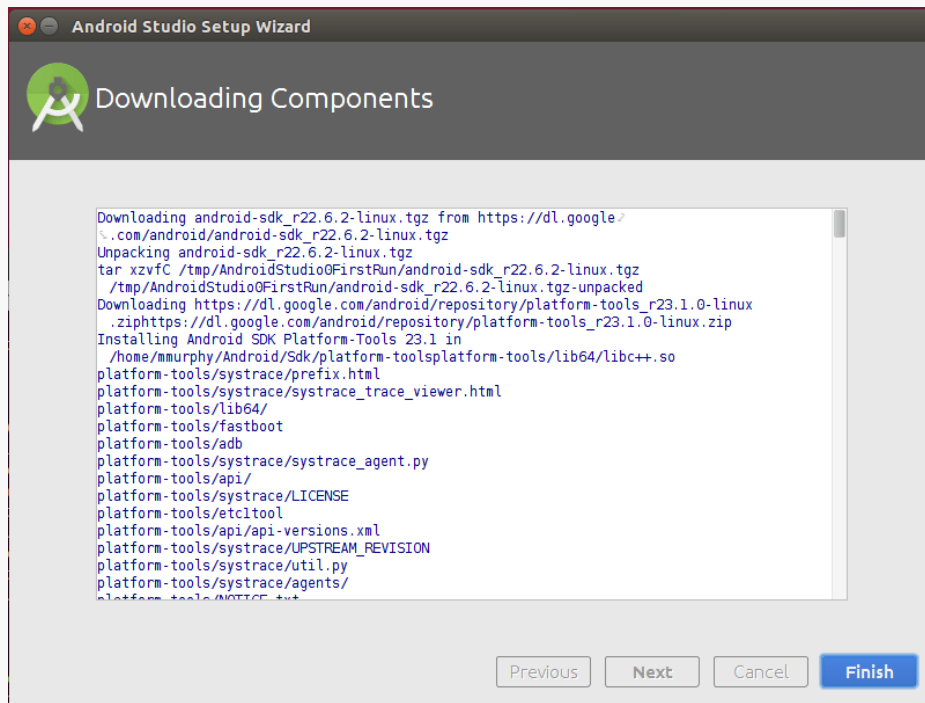 Android Studio Setup Wizard
Downloading Components
Downloading android-sdk_r22.6.2-linux.tgz from https://dl.google
.com/android/android-sdk_r22.6.2-linux.tgz
Unpacking android-sdk_r22.6.2-linux.tgz
tar xzvfC /tmp/AndroidStudio0FirstRun/android-sdk_r22.6.2-linux.tgz
/tmp/AndroidStudio0FirstRun/android-sdk_r22.6.2-linux.tgz-unpacked
Downloading https://dl.google.com/android/repository/platform-tools_r23.1.0-linux
.ziphttps://dl.google.com/android/repository/platform-tools_r23.1.0-linux.zip
Installing Android SDK Platform-Tools 23.1 in
/home/mmurphy/Android/Sdk/platform-toolsplatform-tools/lib64/libc++.so
platform-tools/systrace/prefix.html
platform-tools/systrace/systrace_trace_viewer.html
platform-tools/lib64/
platform-tools/fastboot
platform-tools/adb
platform-tools/systrace/systrace_agent.py
platform-tools/api/
platform-tools/systrace/LICENSE
platform-tools/etc1tool
platform-tools/api/api-versions.xml
platform-tools/systrace/UPSTREAM_REVISION
platform-tools/systrace/util.py
platform-tools/systrace/agents/
platform-tools/NOTICE.txt
Previous
Next
Cancel
Finish